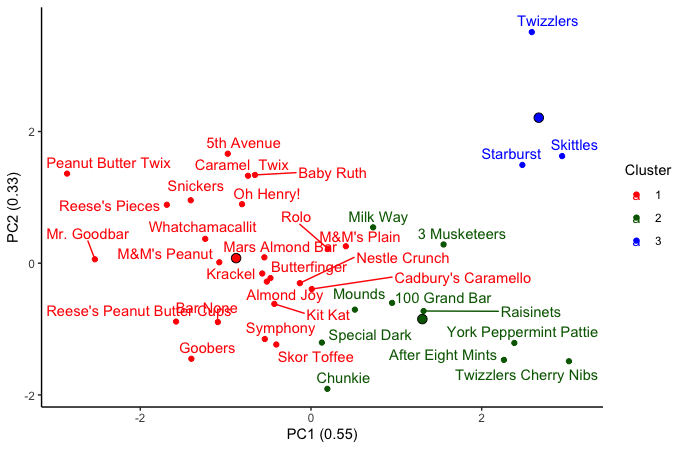 Twizzlers
Skittles
Starburst
5th Avenue
Peanut Butter Twix
Caramel Twix
Baby Ruth
Snickers
Oh Henry!
Reese's Pieces
Rolo
Milk Way
Whatchamacallit
Mr. Goodbar
M&M's Plain
3 Musketeers
Mars Almond Bar
M&M's Peanut
Nestle Crunch
Krackel
Butterfinger
Cadbury's Caramello
Almond Joy
Mounds
100 Grand Bar
Reese's Peanut Butter Cups
Bar None
Kit Kat
Raisinets
Symphony
Special Dark
York Peppermint Pattie
Goobers
Skor Toffee
After Eight Mints
Chunkie
Twizzlers Cherry Nibs
2
0
-2
-2
0
2
PC1 (0.55)
PC2 (0.33)
Cluster
a 1
a 2
a 3